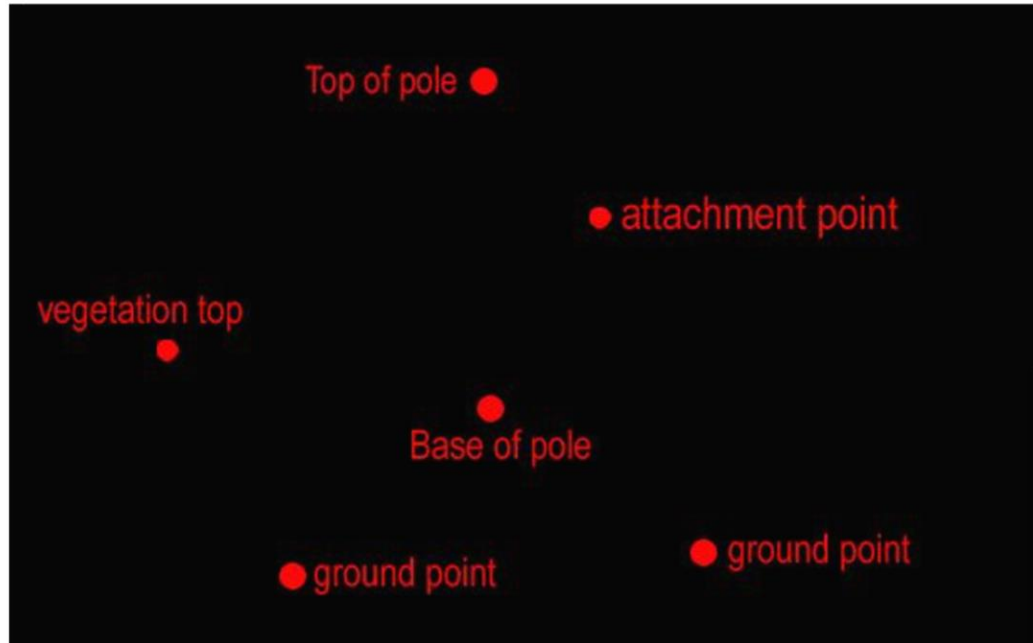 Top of pole
attachment point
vegetation top
Base of pole
ground point
ground point